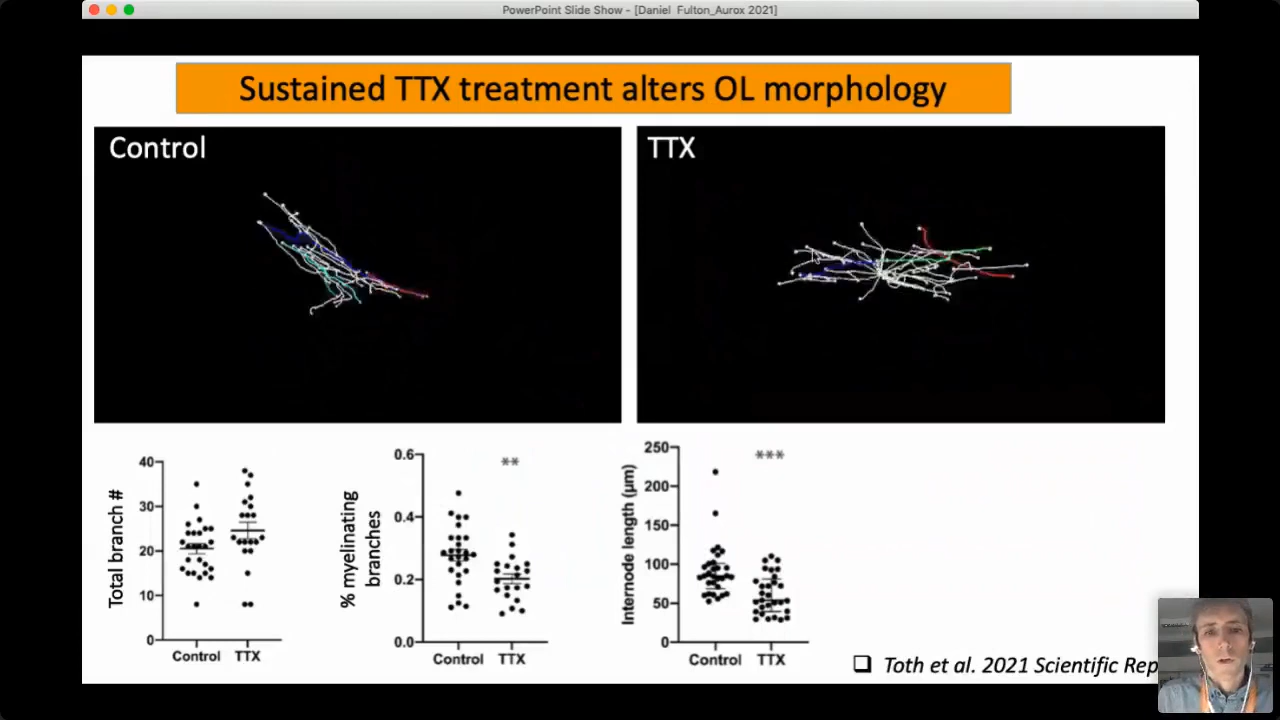 PowerPoint Slide Show - [Daniel Fulton_Aurox 2021]
Sustained TTX treatment alters OL morphology
Control
TTX
Total branch #
40
30
20
10
0
Control TTX
% myelinating
branches
0.6
0.4
0.2
0.0
**
Control TTX
Internode length (µm)
250
200
150
100
50
0
***
Control TTX
❑ Toth et al. 2021 Scientific Rep